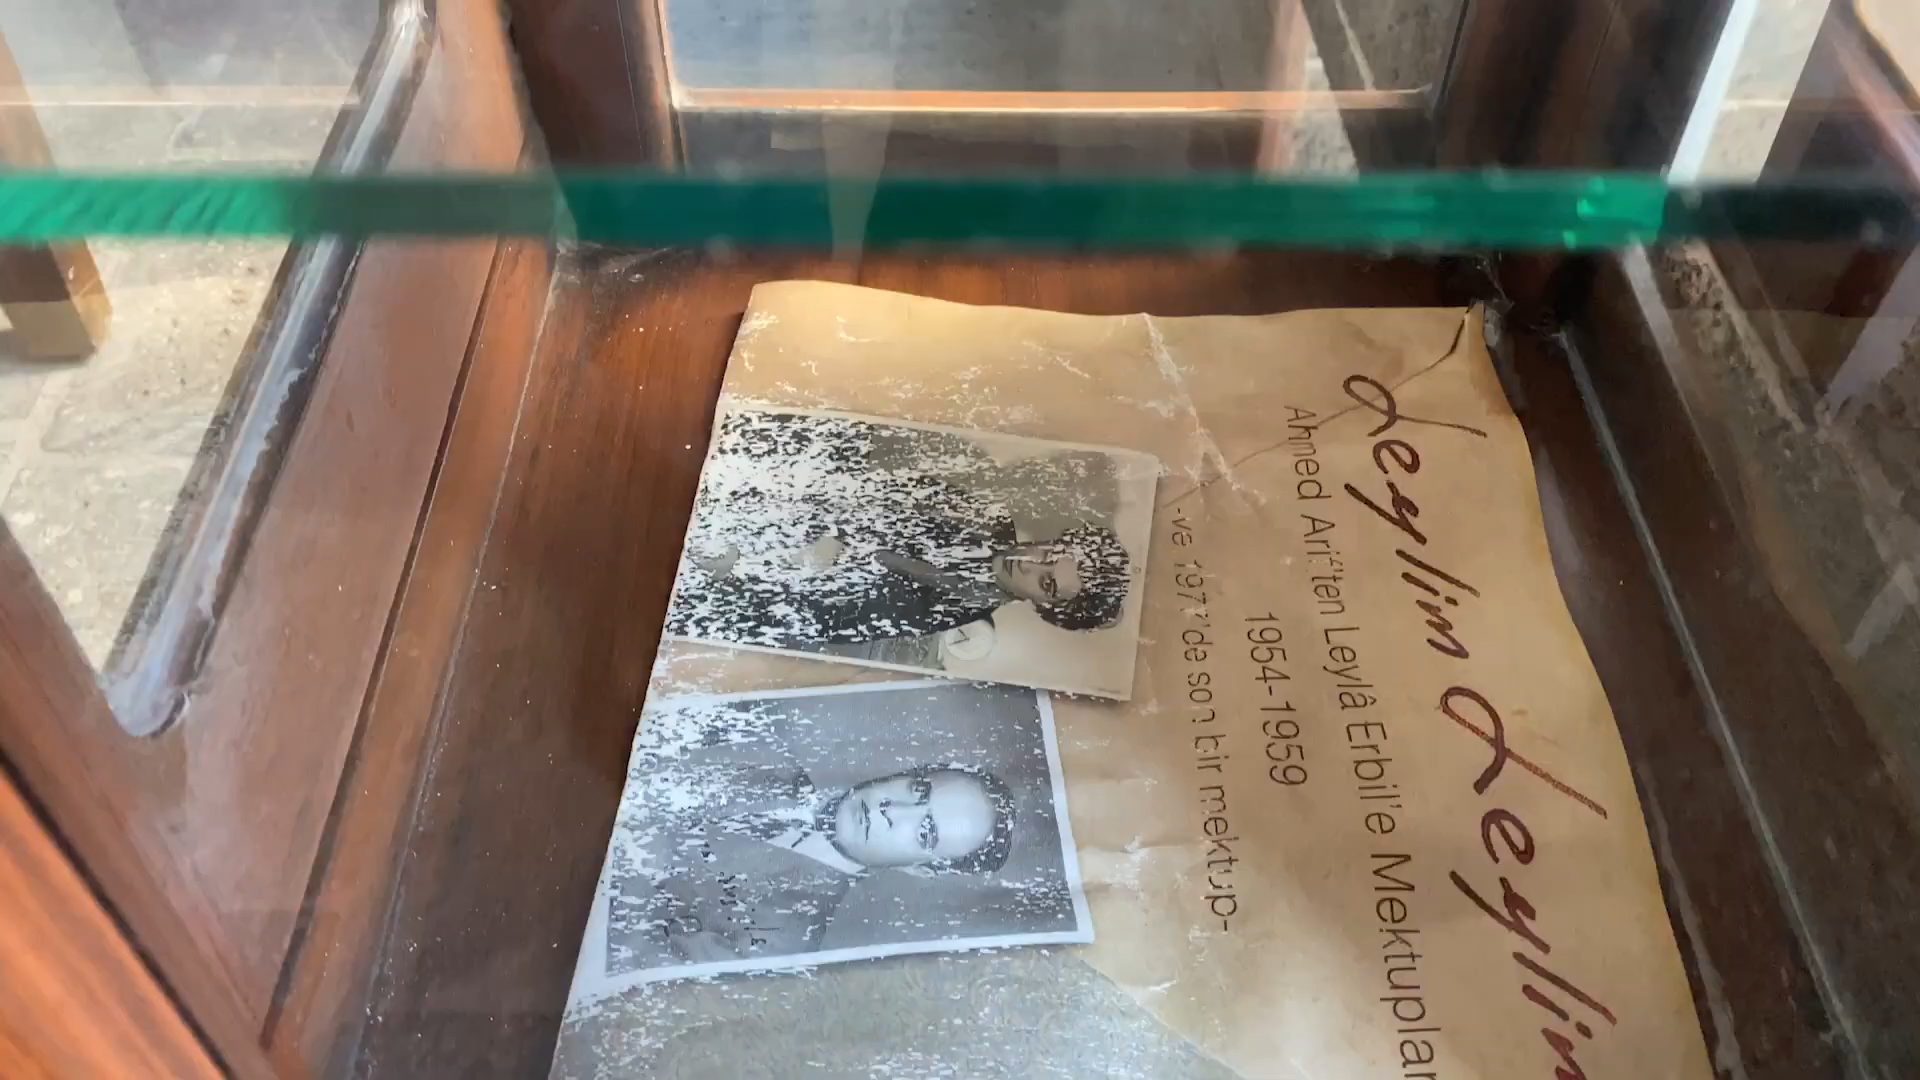 Leylim Leylim
Ahmed Arif'ten Leylâ Erbil'e Mektuplar
1954-1959
-ve 1977'de son bir mektup-